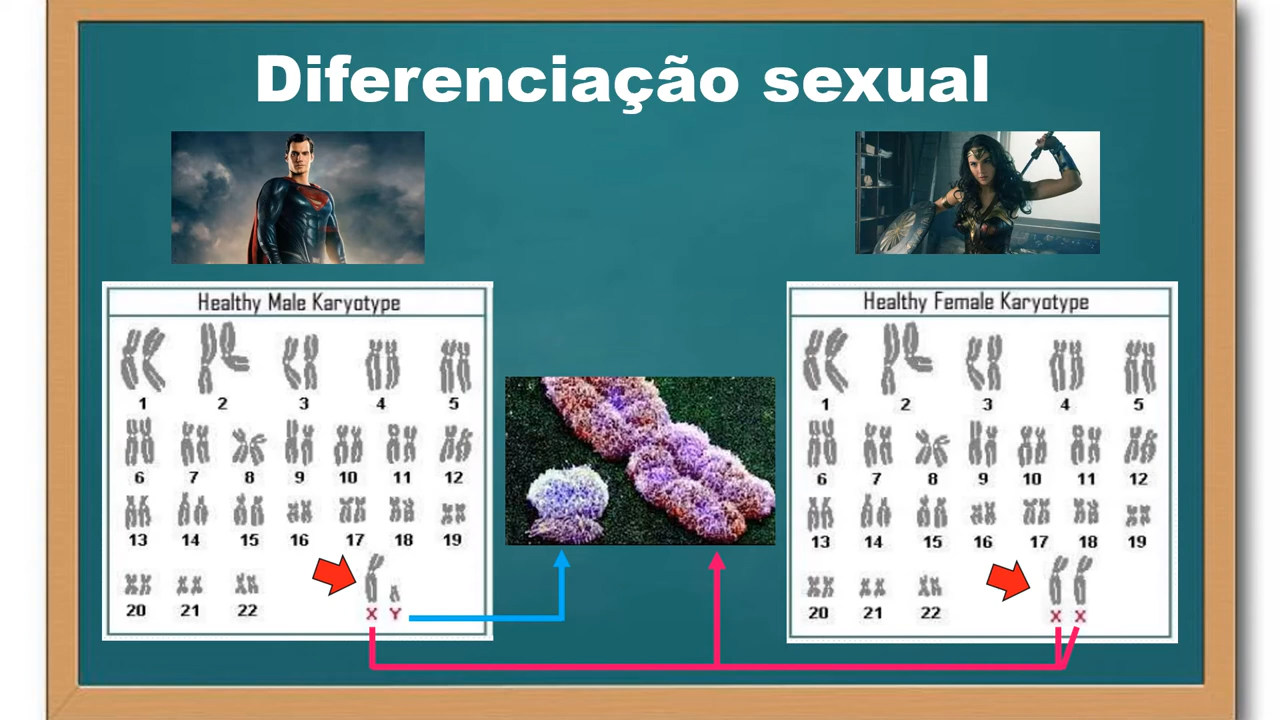 Diferenciação sexual
Healthy Male Karyotype
1 2 3 4 5
6 7 8 9 10 11 12
13 14 15 16 17 18 19
20 21 22 X Y
Healthy Female Karyotype
1 2 3 4 5
6 7 8 9 10 11 12
13 14 15 16 17 18 19
20 21 22 X X